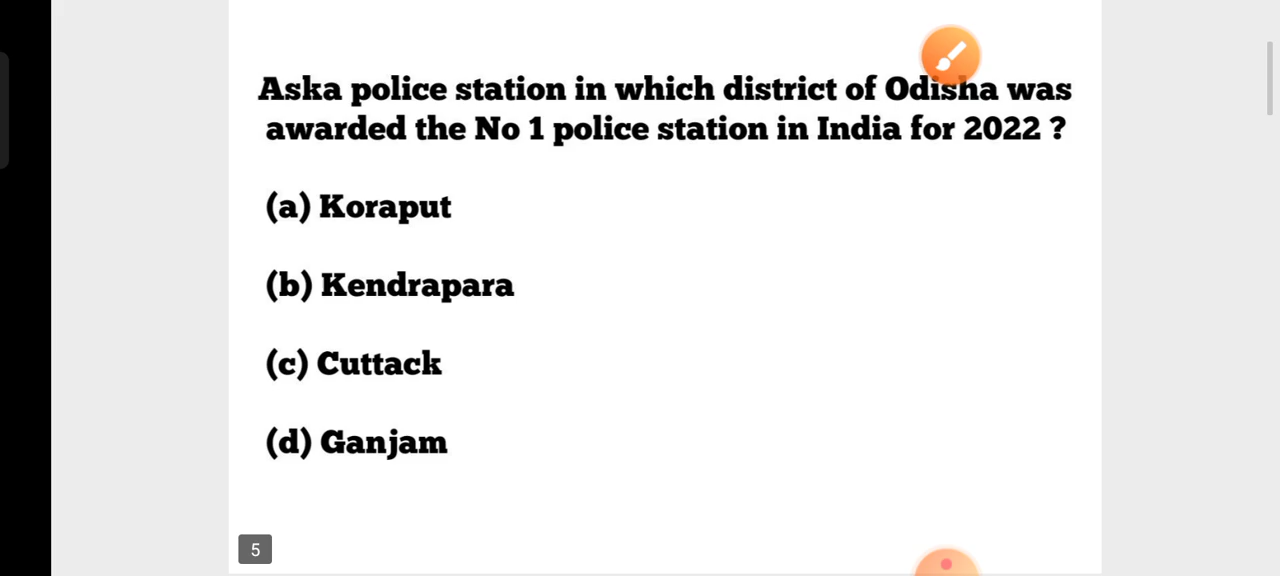 Aska police station in which district of Odisha was
awarded the No 1 police station in India for 2022 ?
(a) Koraput
(b) Kendrapara
(c) Cuttack
(d) Ganjam
5